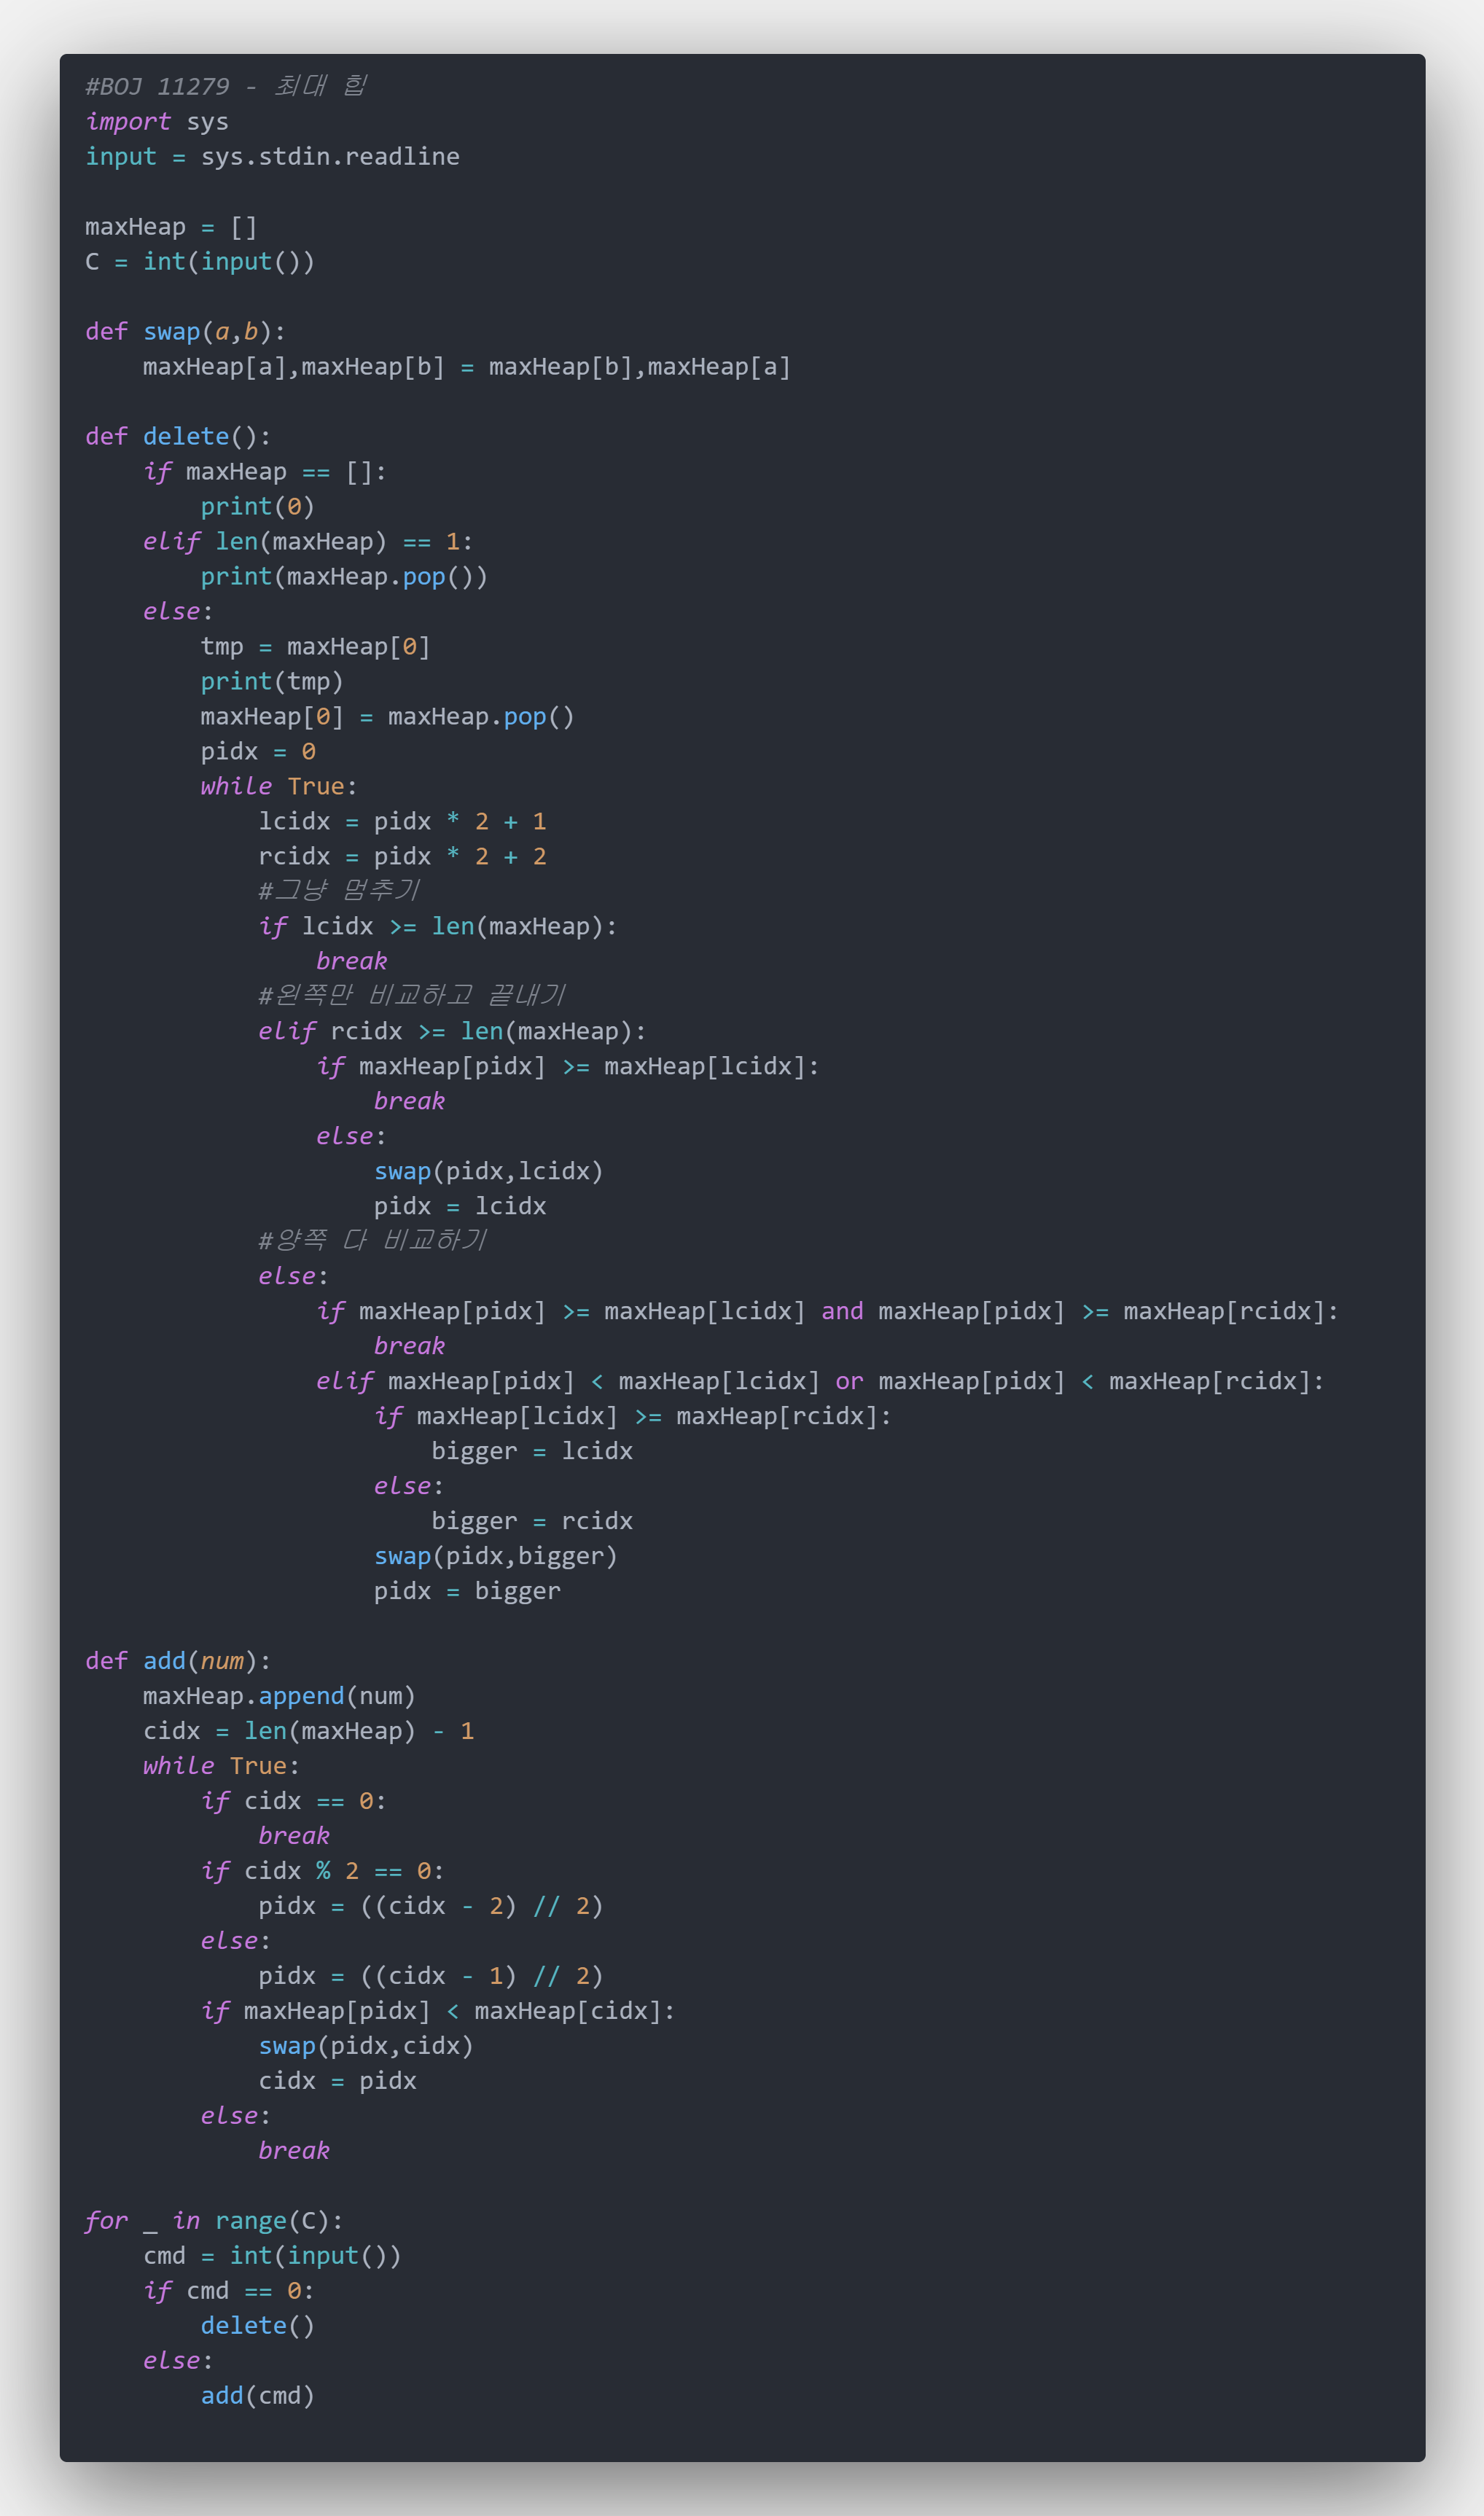 #BOJ 11279 - 최대 힙
import sys
input = sys.stdin.readline

maxHeap = []
C = int(input())

def swap(a,b):
    maxHeap[a],maxHeap[b] = maxHeap[b],maxHeap[a]

def delete():
    if maxHeap == []:
        print(0)
    elif len(maxHeap) == 1:
        print(maxHeap.pop())
    else:
        tmp = maxHeap[0]
        print(tmp)
        maxHeap[0] = maxHeap.pop()
        pidx = 0
        while True:
            lcidx = pidx * 2 + 1
            rcidx = pidx * 2 + 2
            #그냥 멈추기
            if lcidx >= len(maxHeap):
                break
            #왼쪽만 비교하고 끝내기
            elif rcidx >= len(maxHeap):
                if maxHeap[pidx] >= maxHeap[lcidx]:
                    break
                else:
                    swap(pidx,lcidx)
                    pidx = lcidx
            #양쪽 다 비교하기
            else:
                if maxHeap[pidx] >= maxHeap[lcidx] and maxHeap[pidx] >= maxHeap[rcidx]:
                    break
                elif maxHeap[pidx] < maxHeap[lcidx] or maxHeap[pidx] < maxHeap[rcidx]:
                    if maxHeap[lcidx] >= maxHeap[rcidx]:
                        bigger = lcidx
                    else:
                        bigger = rcidx
                    swap(pidx,bigger)
                    pidx = bigger

def add(num):
    maxHeap.append(num)
    cidx = len(maxHeap) - 1
    while True:
        if cidx == 0:
            break
        if cidx % 2 == 0:
            pidx = ((cidx - 2) // 2)
        else:
            pidx = ((cidx - 1) // 2)
        if maxHeap[pidx] < maxHeap[cidx]:
            swap(pidx,cidx)
            cidx = pidx
        else:
            break

for _ in range(C):
    cmd = int(input())
    if cmd == 0:
        delete()
    else:
        add(cmd)